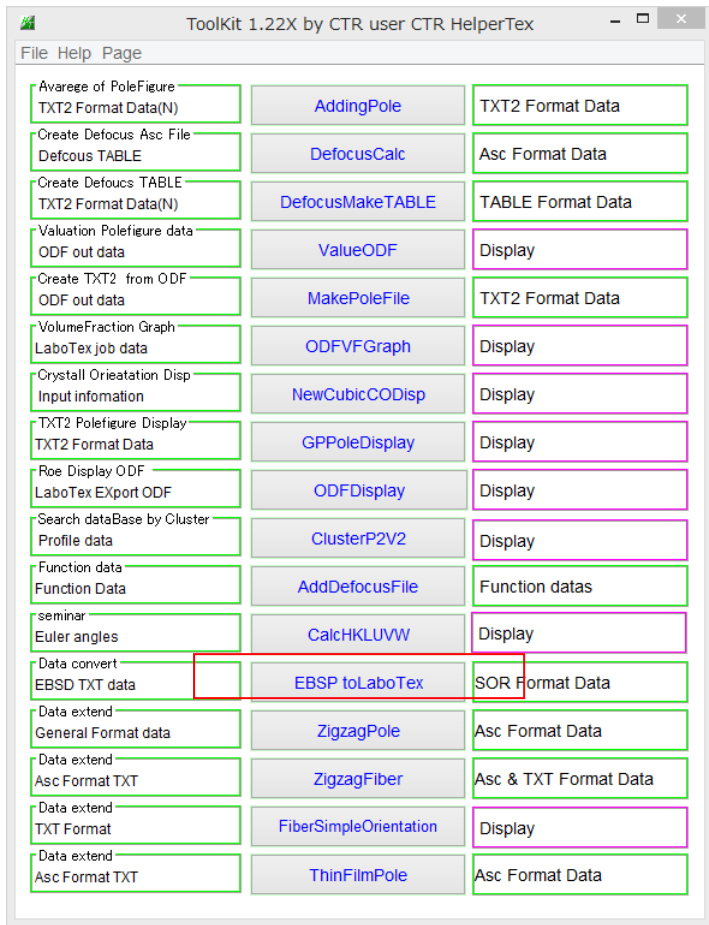 ToolKit 1.22X by CTR user CTR HelperTex
File Help Page
Avarege of PoleFigure
TXT2 Format Data(N)
AddingPole
TXT2 Format Data
Create Defocus Asc File
Defcous TABLE
DefocusCalc
Asc Format Data
Create Defoucs TABLE
TXT2 Format Data(N)
DefocusMakeTABLE
TABLE Format Data
Valuation Polefigure data
ODF out data
ValueODF
Display
Create TXT2 from ODF
ODF out data
MakePoleFile
TXT2 Format Data
VolumeFraction Graph
LaboTex job data
ODFVFGraph
Display
Crystall Orieatation Disp
Input infomation
NewCubicCODisp
Display
TXT2 Polefigure Display
TXT2 Format Data
GPPoleDisplay
Display
Roe Display ODF
LaboTex EXport ODF
ODFDisplay
Display
Search dataBase by Cluster
Profile data
ClusterP2V2
Display
Function data
Function Data
AddDefocusFile
Function datas
seminar
Euler angles
CalcHKLUVW
Display
Data convert
EBSD TXT data
EBSP toLaboTex
SOR Format Data
Data extend
General Format data
ZigzagPole
Asc Format Data
Data extend
Asc Format TXT
ZigzagFiber
Asc & TXT Format Data
Data extend
TXT Format
FiberSimpleOrientation
Display
Data extend
Asc Format TXT
ThinFilmPole
Asc Format Data